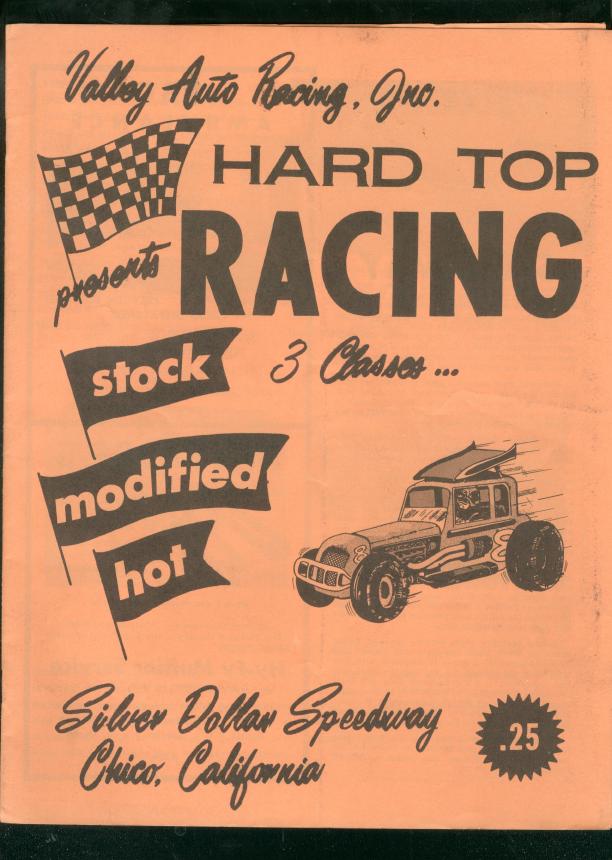 Valley Auto Racing, Inc.
presents
HARD TOP
RACING
3 Classes...
stock
modified
hot
Silver Dollar Speedway
Chico, California
.25